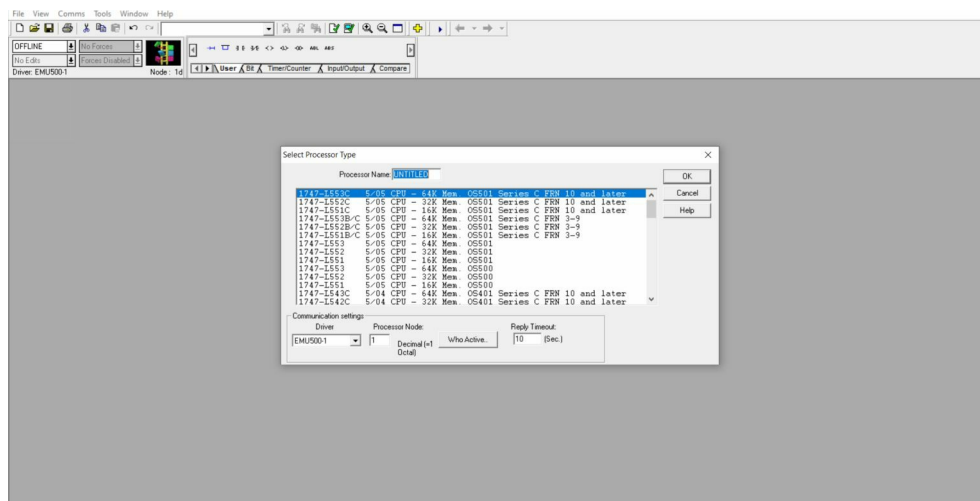 File View Comms Tools Window Help
OFFLINE No Forces
No Edits Forces Disabled
Driver: EMU500-1 Node : 1d
ABL ABS
User Bit Timer/Counter Input/Output Compare
Select Processor Type
Processor Name: UNTITLED
OK
Cancel
Help
1747-L553C 5/05 CPU - 64K Mem. OS501 Series C FRN 10 and later
1747-L552C 5/05 CPU - 32K Mem. OS501 Series C FRN 10 and later
1747-L551C 5/05 CPU - 16K Mem. OS501 Series C FRN 10 and later
1747-L553B/C 5/05 CPU - 64K Mem. OS501 Series C FRN 3-9
1747-L552B/C 5/05 CPU - 32K Mem. OS501 Series C FRN 3-9
1747-L551B/C 5/05 CPU - 16K Mem. OS501 Series C FRN 3-9
1747-L553 5/05 CPU - 64K Mem. OS501
1747-L552 5/05 CPU - 32K Mem. OS501
1747-L551 5/05 CPU - 16K Mem. OS501
1747-L553 5/05 CPU - 64K Mem. OS500
1747-L552 5/05 CPU - 32K Mem. OS500
1747-L551 5/05 CPU - 16K Mem. OS500
1747-L543C 5/04 CPU - 64K Mem. OS401 Series C FRN 10 and later
1747-L542C 5/04 CPU - 32K Mem. OS401 Series C FRN 10 and later
Communication settings
Driver Processor Node: Reply Timeout:
EMU500-1 1 Decimal (=1 Octal) Who Active.. 10 (Sec.)